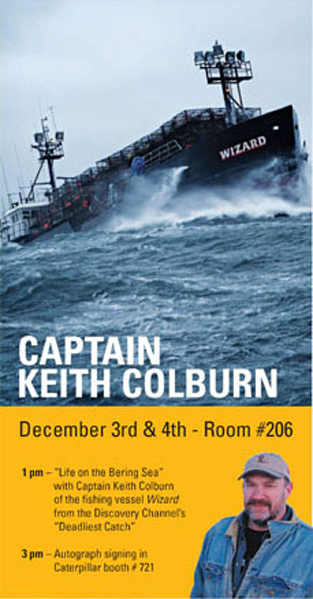 WIZARD
CAPTAIN
KEITH COLBURN
December 3rd & 4th - Room #206
1 pm – "Life on the Bering Sea"
with Captain Keith Colburn
of the fishing vessel Wizard
from the Discovery Channel's
"Deadliest Catch"
3 pm – Autograph signing in
Caterpillar booth # 721